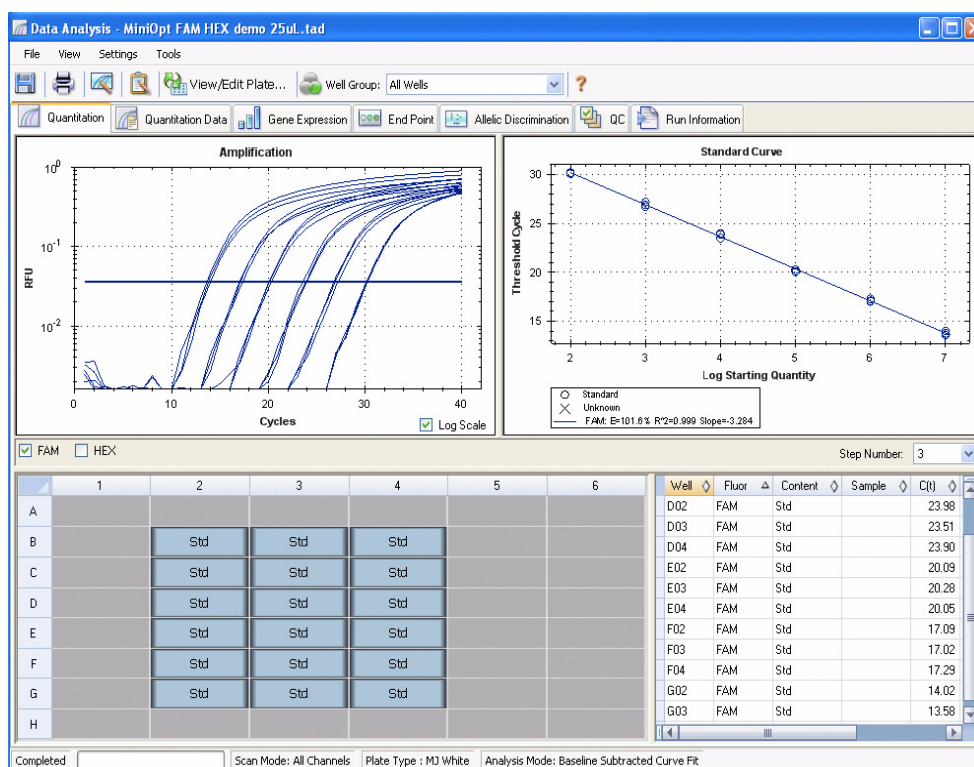 Data Analysis - MiniOpt FAM HEX demo 25uL.tad
File View Settings Tools
View/Edit Plate... Well Group: All Wells ?
Quantitation Quantitation Data Gene Expression End Point Allelic Discrimination QC Run Information
Amplification
10^0
10^-1
10^-2
RFU
0 10 20 30 40
Cycles
Log Scale
Standard Curve
30
25
20
15
Threshold Cycle
2 3 4 5 6 7
Log Starting Quantity
O Standard
X Unknown
FAM: E=101.6% R^2=0.999 Slope=-3.284
FAM HEX Step Number: 3
1 2 3 4 5 6
A
B Std Std Std
C Std Std Std
D Std Std Std
E Std Std Std
F Std Std Std
G Std Std Std
H
Well Fluor Content Sample C(t)
D02 FAM Std 23.98
D03 FAM Std 23.51
D04 FAM Std 23.90
E02 FAM Std 20.09
E03 FAM Std 20.28
E04 FAM Std 20.05
F02 FAM Std 17.09
F03 FAM Std 17.02
F04 FAM Std 17.29
G02 FAM Std 14.02
G03 FAM Std 13.58
Completed Scan Mode: All Channels Plate Type : MJ White Analysis Mode: Baseline Subtracted Curve Fit